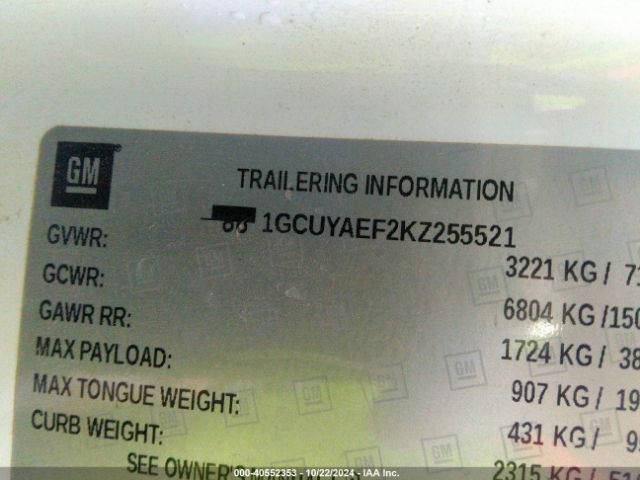 GM
TRAILERING INFORMATION
1GCUYAEF2KZ255521
GVWR: 3221 KG / 71
GCWR: 6804 KG /150
GAWR RR: 1724 KG / 38
MAX PAYLOAD: 907 KG / 19
MAX TONGUE WEIGHT: 431 KG / 9
CURB WEIGHT: 2315 KG / 51
SEE OWNER'S
000-40552353 - 10/22/2024 - IAA Inc.